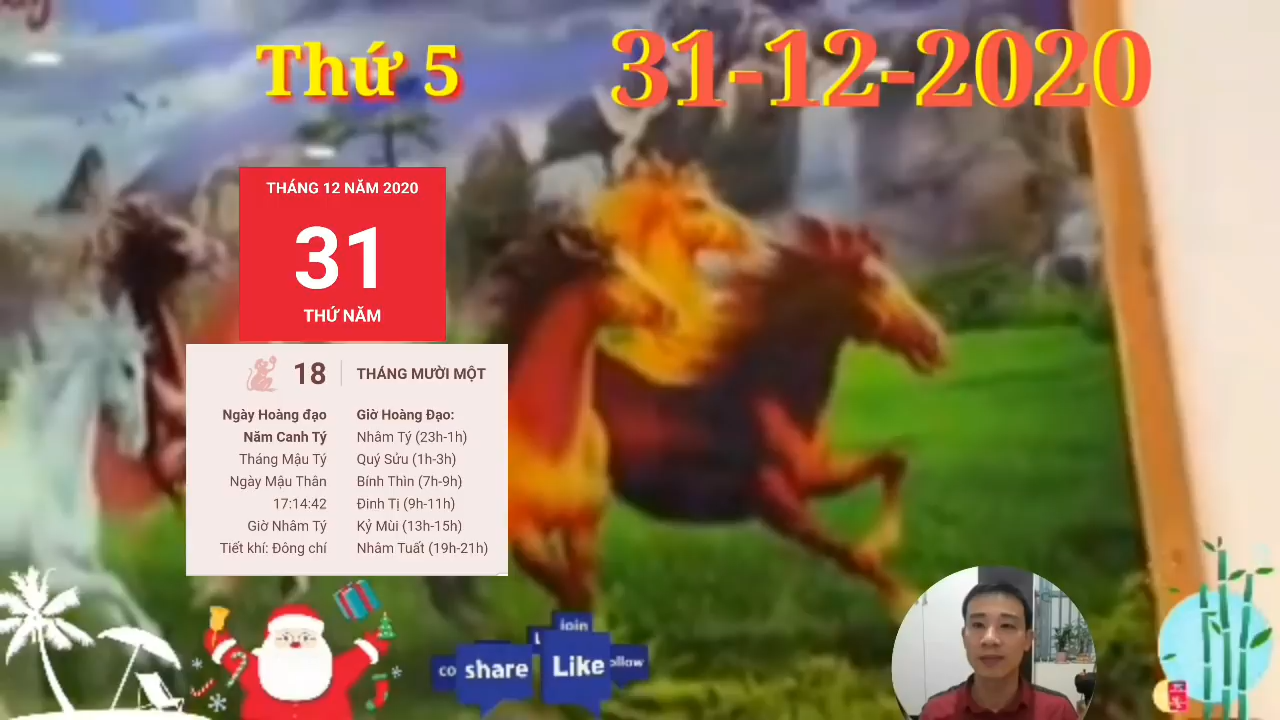 Thứ 5
31-12-2020
THÁNG 12 NĂM 2020
31
THỨ NĂM
18
THÁNG MƯỜI MỘT
Ngày Hoàng đạo
Năm Canh Tý
Tháng Mậu Tý
Ngày Mậu Thân
17:14:42
Giờ Nhâm Tý
Tiết khí: Đông chí
Giờ Hoàng Đạo:
Nhâm Tý (23h-1h)
Quý Sửu (1h-3h)
Bính Thìn (7h-9h)
Đinh Tị (9h-11h)
Kỷ Mùi (13h-15h)
Nhâm Tuất (19h-21h)
join
share
Like